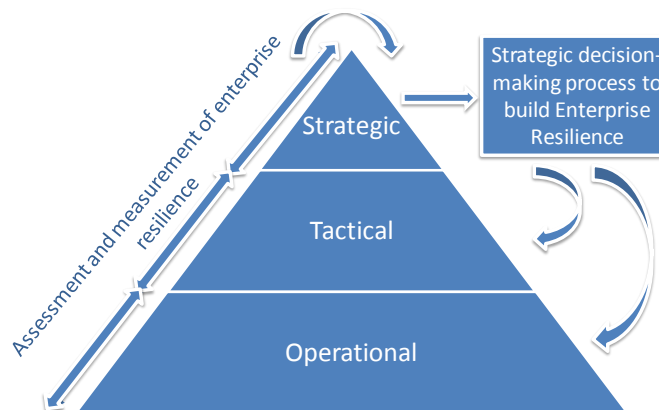 Assessment and measurement of enterprise
resilience
Strategic decision-
making process to
build Enterprise
Resilience
Strategic
Tactical
Operational